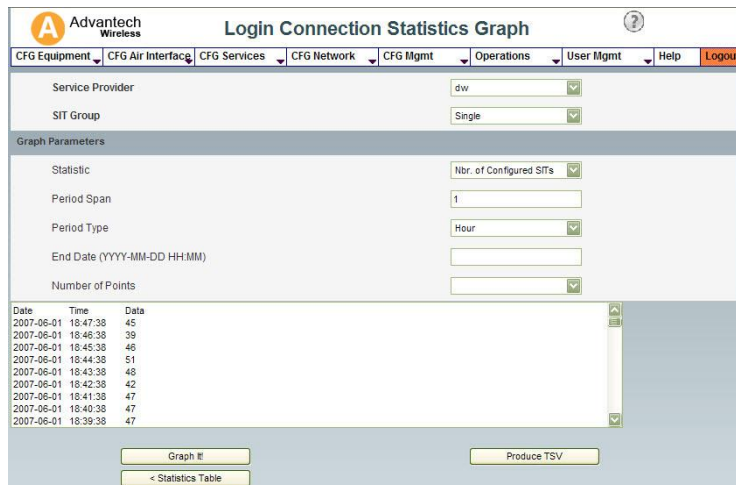 Advantech
Wireless
Login Connection Statistics Graph
?
CFG Equipment CFG Air Interface CFG Services CFG Network CFG Mgmt Operations User Mgmt Help Logou
Service Provider dw
SIT Group Single
Graph Parameters
Statistic Nbr. of Configured SITs
Period Span 1
Period Type Hour
End Date (YYYY-MM-DD HH:MM)
Number of Points
Date Time Data
2007-06-01 18:47:38 45
2007-06-01 18:46:38 39
2007-06-01 18:45:38 46
2007-06-01 18:44:38 51
2007-06-01 18:43:38 48
2007-06-01 18:42:38 42
2007-06-01 18:41:38 47
2007-06-01 18:40:38 47
2007-06-01 18:39:38 47
Graph It! Produce TSV
< Statistics Table